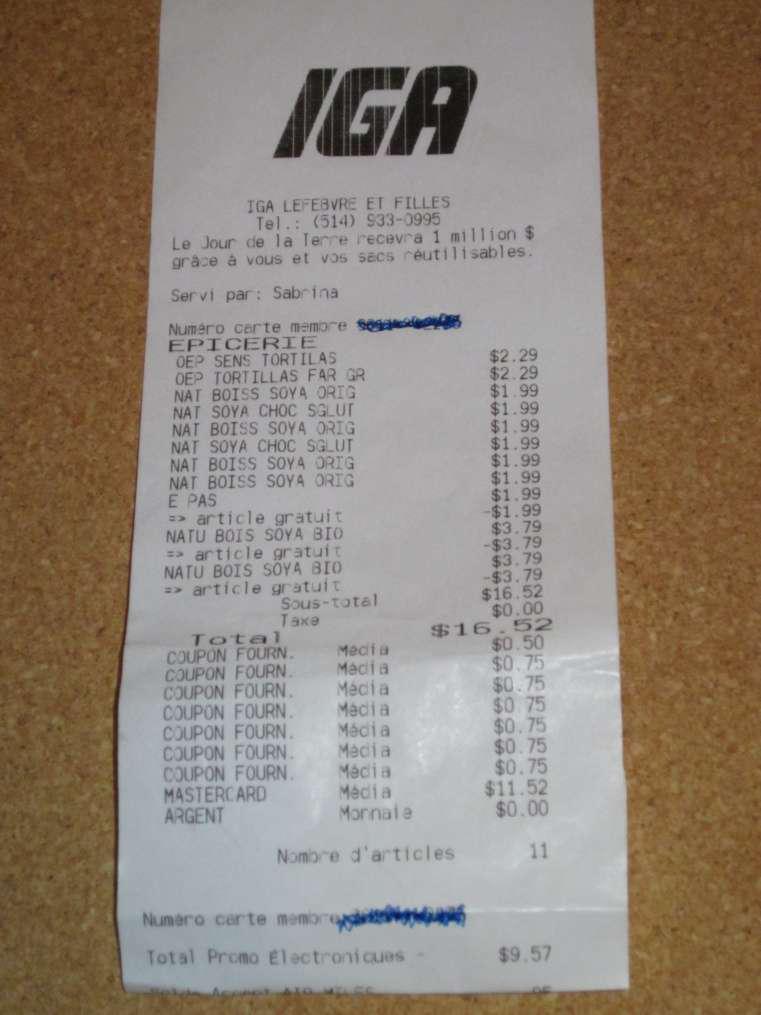 IGA
IGA LEFEBVRE ET FILLES
Tel.: (514) 933-0995
Le Jour de la Terre recevra 1 million $
grâce à vous et vos sacs réutilisables.
Servi par: Sabrina
Numéro carte membre
EPICERIE
OEP SENS TORTILAS $2.29
OEP TORTILLAS FAR GR $2.29
NAT BOISS SOYA ORIG $1.99
NAT SOYA CHOC SGLUT $1.99
NAT BOISS SOYA ORIG $1.99
NAT SOYA CHOC SGLUT $1.99
NAT BOISS SOYA ORIG $1.99
NAT BOISS SOYA ORIG $1.99
E PAS $1.99
=> article gratuit -$1.99
NATU BOIS SOYA BIO $3.79
=> article gratuit -$3.79
NATU BOIS SOYA BIO $3.79
=> article gratuit -$3.79
Sous-total $16.52
Taxe $0.00
Total $16.52
COUPON FOURN. Média $0.50
COUPON FOURN. Média $0.75
COUPON FOURN. Média $0.75
COUPON FOURN. Média $0.75
COUPON FOURN. Média $0.75
COUPON FOURN. Média $0.75
COUPON FOURN. Média $0.75
MASTERCARD Média $11.52
ARGENT Monnaie $0.00
Nombre d'articles 11
Numéro carte membre
Total Promo Électroniques - $9.57
AIR MILES